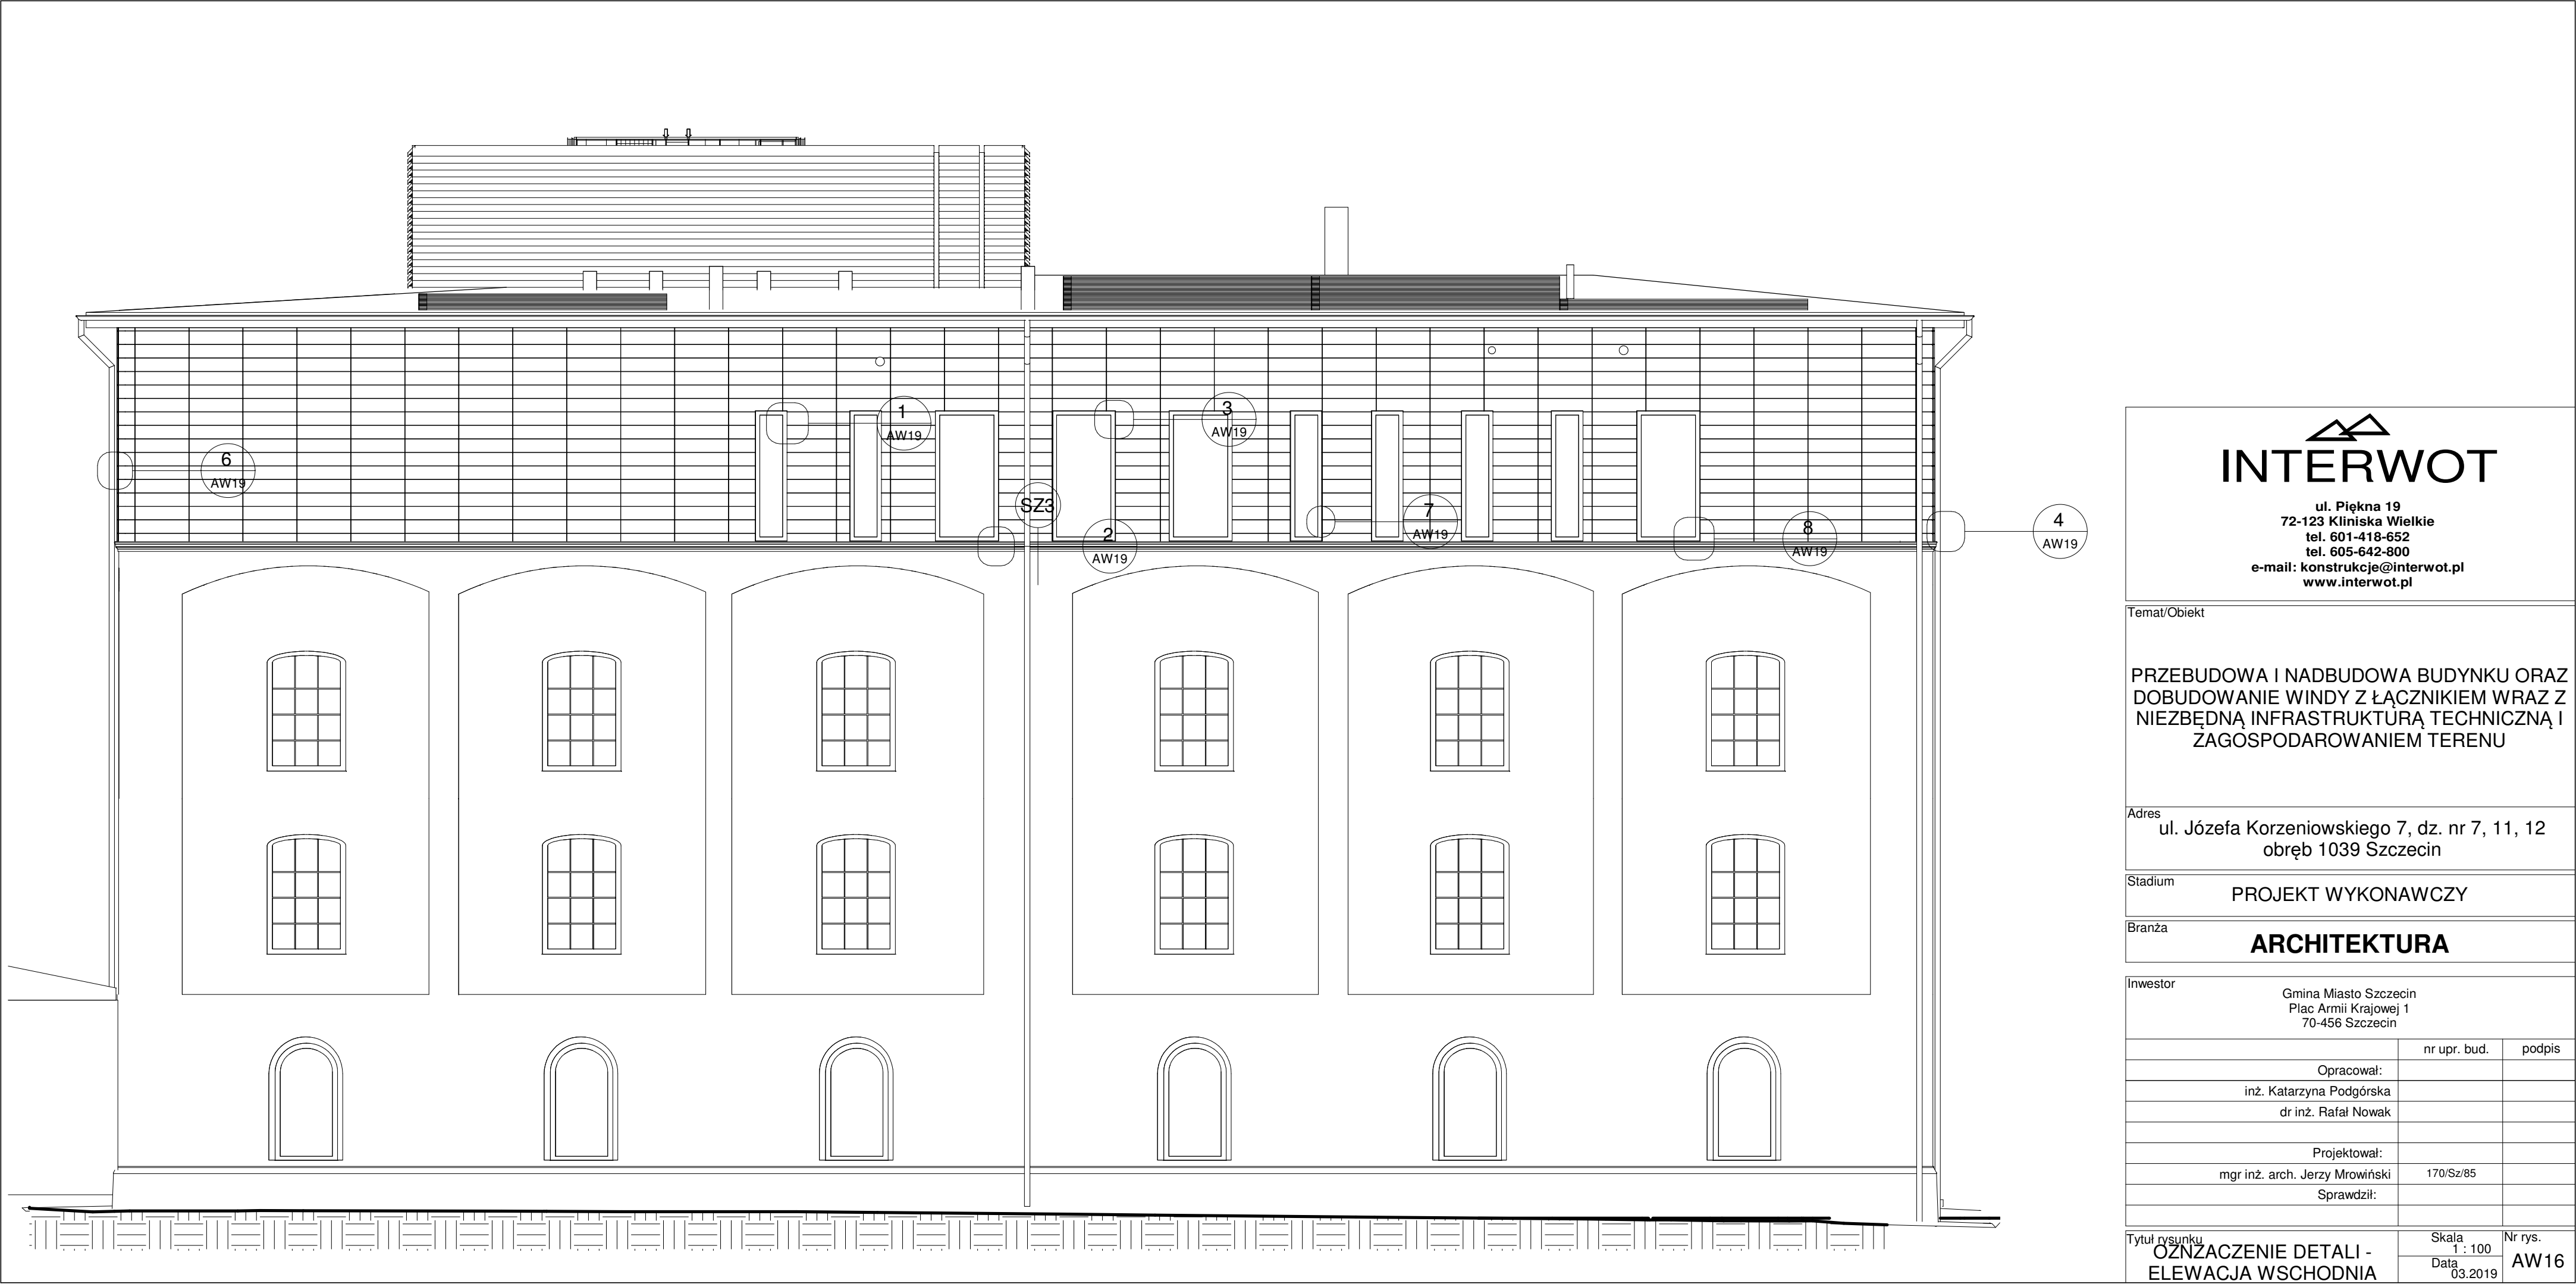 1
AW19
3
AW19
6
AW19
SZ3
7
AW19
2
AW19
8
AW19
4
AW19
INTERWOT
ul. Piękna 19
72-123 Kliniska Wielkie
tel. 601-418-652
tel. 605-642-800
e-mail: konstrukcje@interwot.pl
www.interwot.pl
Temat/Obiekt
PRZEBUDOWA I NADBUDOWA BUDYNKU ORAZ
DOBUDOWANIE WINDY Z ŁĄCZNIKIEM WRAZ Z
NIEZBĘDNĄ INFRASTRUKTURĄ TECHNICZNĄ I
ZAGOSPODAROWANIEM TERENU
Adres
ul. Józefa Korzeniowskiego 7, dz. nr 7, 11, 12
obręb 1039 Szczecin
Stadium
PROJEKT WYKONAWCZY
Branża
ARCHITEKTURA
Inwestor
Gmina Miasto Szczecin
Plac Armii Krajowej 1
70-456 Szczecin
nr upr. bud. podpis
Opracował:
inż. Katarzyna Podgórska
dr inż. Rafał Nowak
Projektował:
mgr inż. arch. Jerzy Mrowiński 170/Sz/85
Sprawdził:
Tytuł rysunku
OZNZACZENIE DETALI -
ELEWACJA WSCHODNIA
Skala
1 : 100
Data
03.2019
Nr rys.
AW16